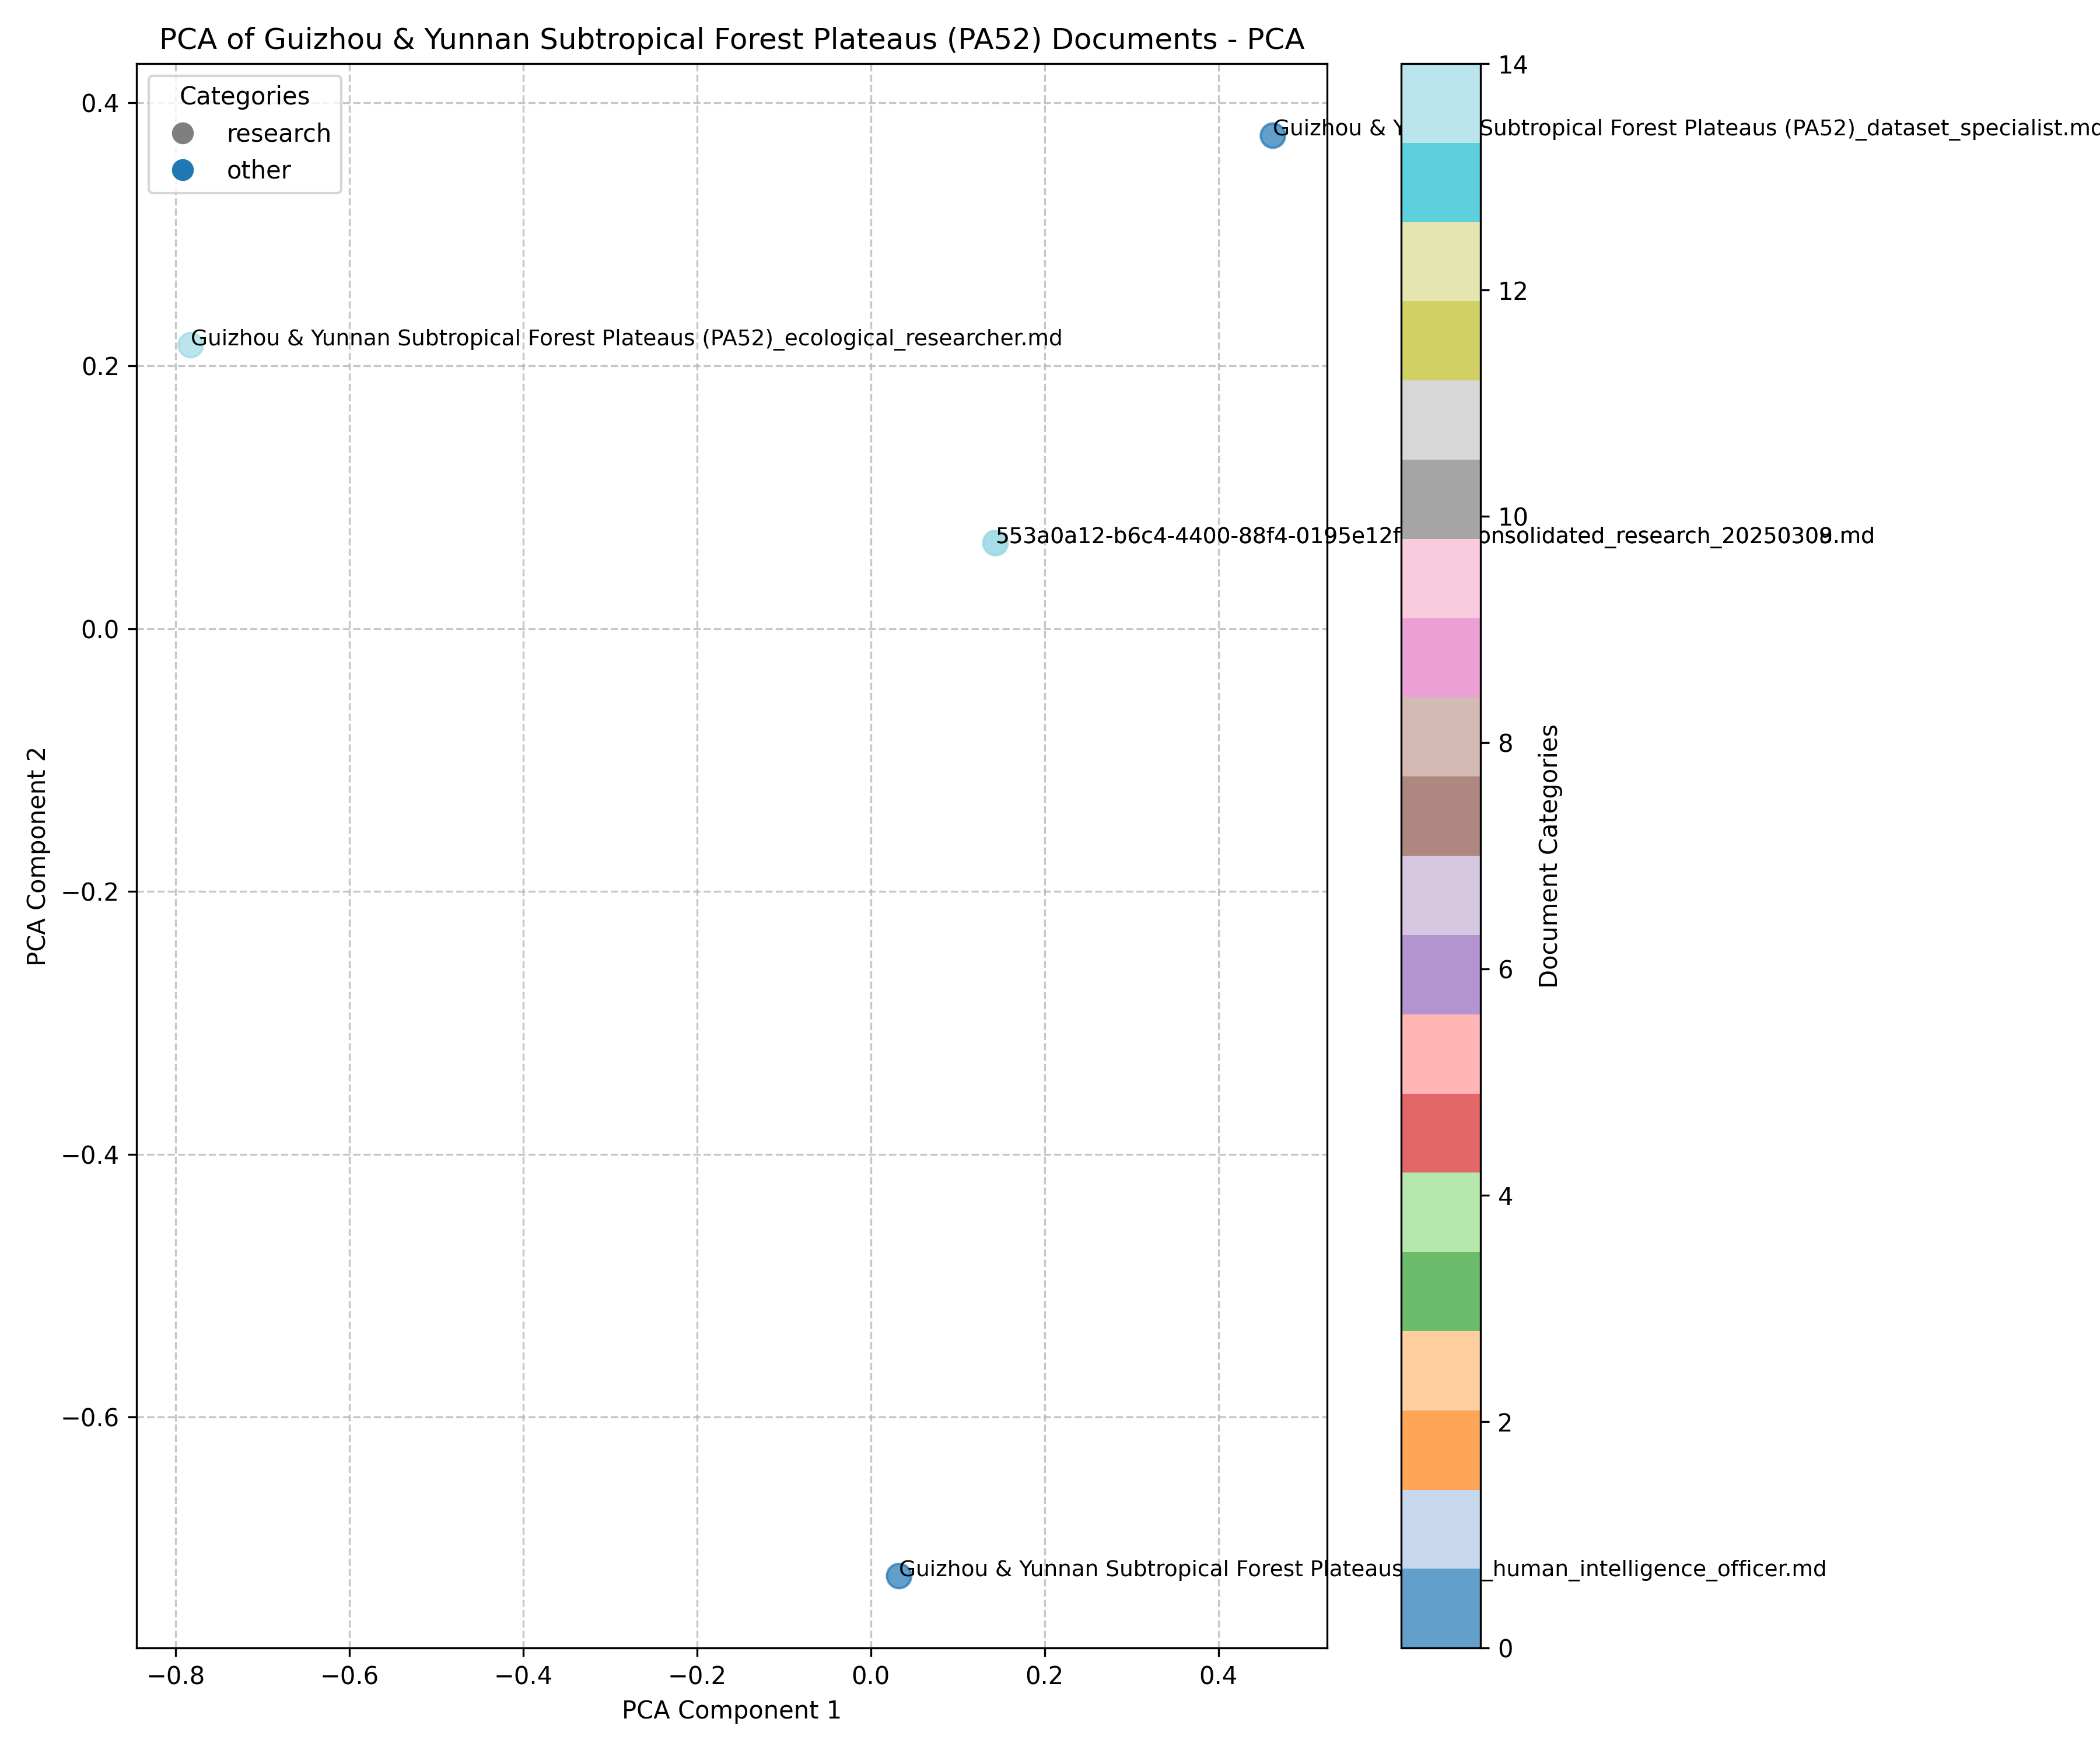 PCA of Guizhou & Yunnan Subtropical Forest Plateaus (PA52) Documents - PCA
Categories
research
other
0.4
0.2
0.0
−0.2
−0.4
−0.6
PCA Component 2
Guizhou & Y Subtropical Forest Plateaus (PA52)_dataset_specialist.md
Guizhou & Yunnan Subtropical Forest Plateaus (PA52)_ecological_researcher.md
553a0a12-b6c4-4400-88f4-0195e12f onsolidated_research_2025030 .md
Guizhou & Yunnan Subtropical Forest Plateaus _human_intelligence_officer.md
−0.8
−0.6
−0.4
−0.2
0.0
0.2
0.4
PCA Component 1
14
12
10
8
6
4
2
0
Document Categories